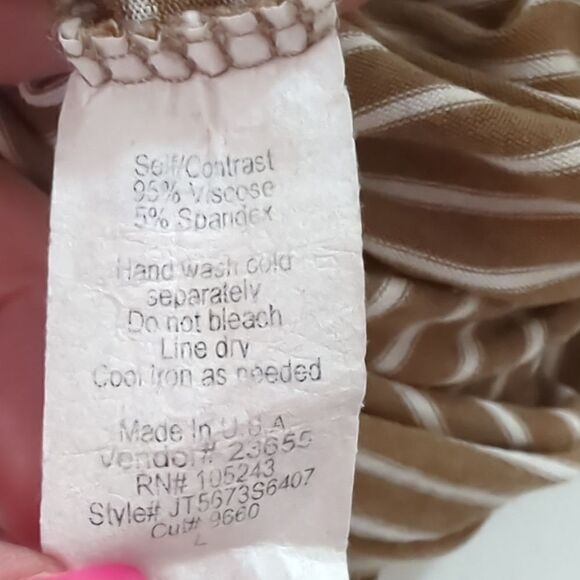 Self/Contrast
95% Viscose
5% Spandex
Hand wash cold
separately
Do not bleach
Line dry
Cool Iron as needed
Made In U.S.A
Vendor# 23655
RN# 105243
Style# JT5673S6407
Cut# 9660
L